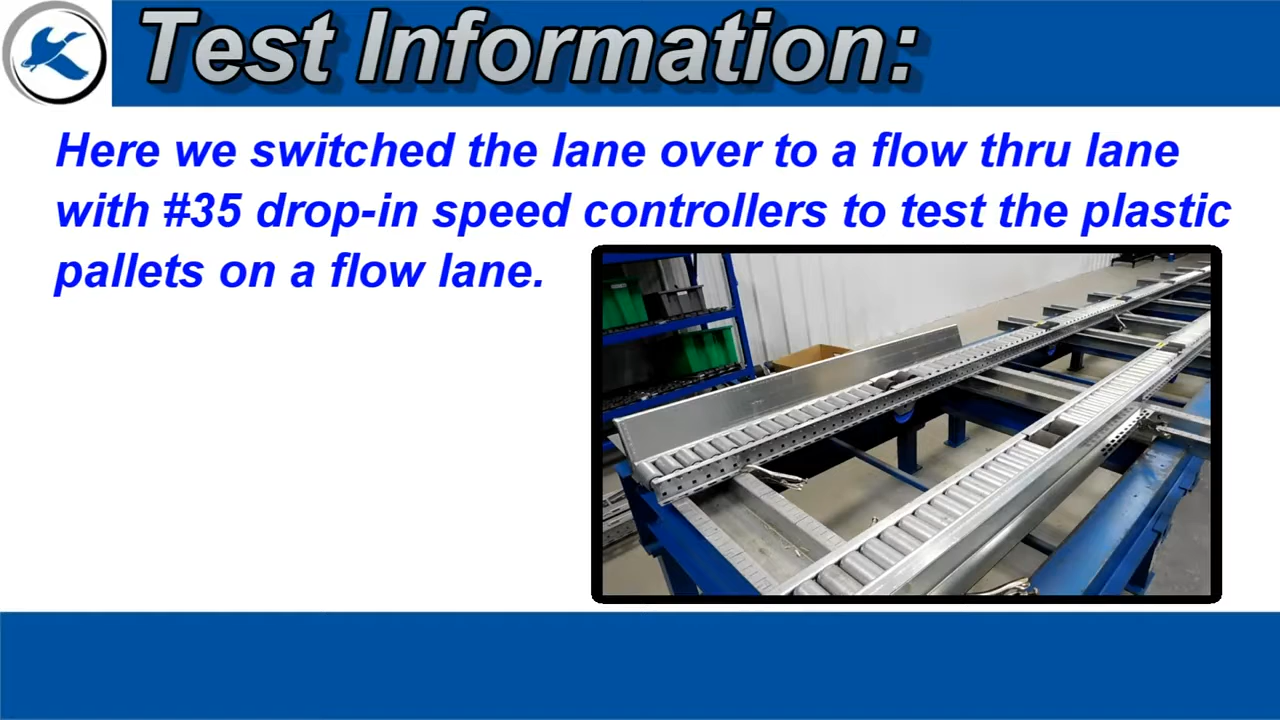 Test Information:
Here we switched the lane over to a flow thru lane
with #35 drop-in speed controllers to test the plastic
pallets on a flow lane.